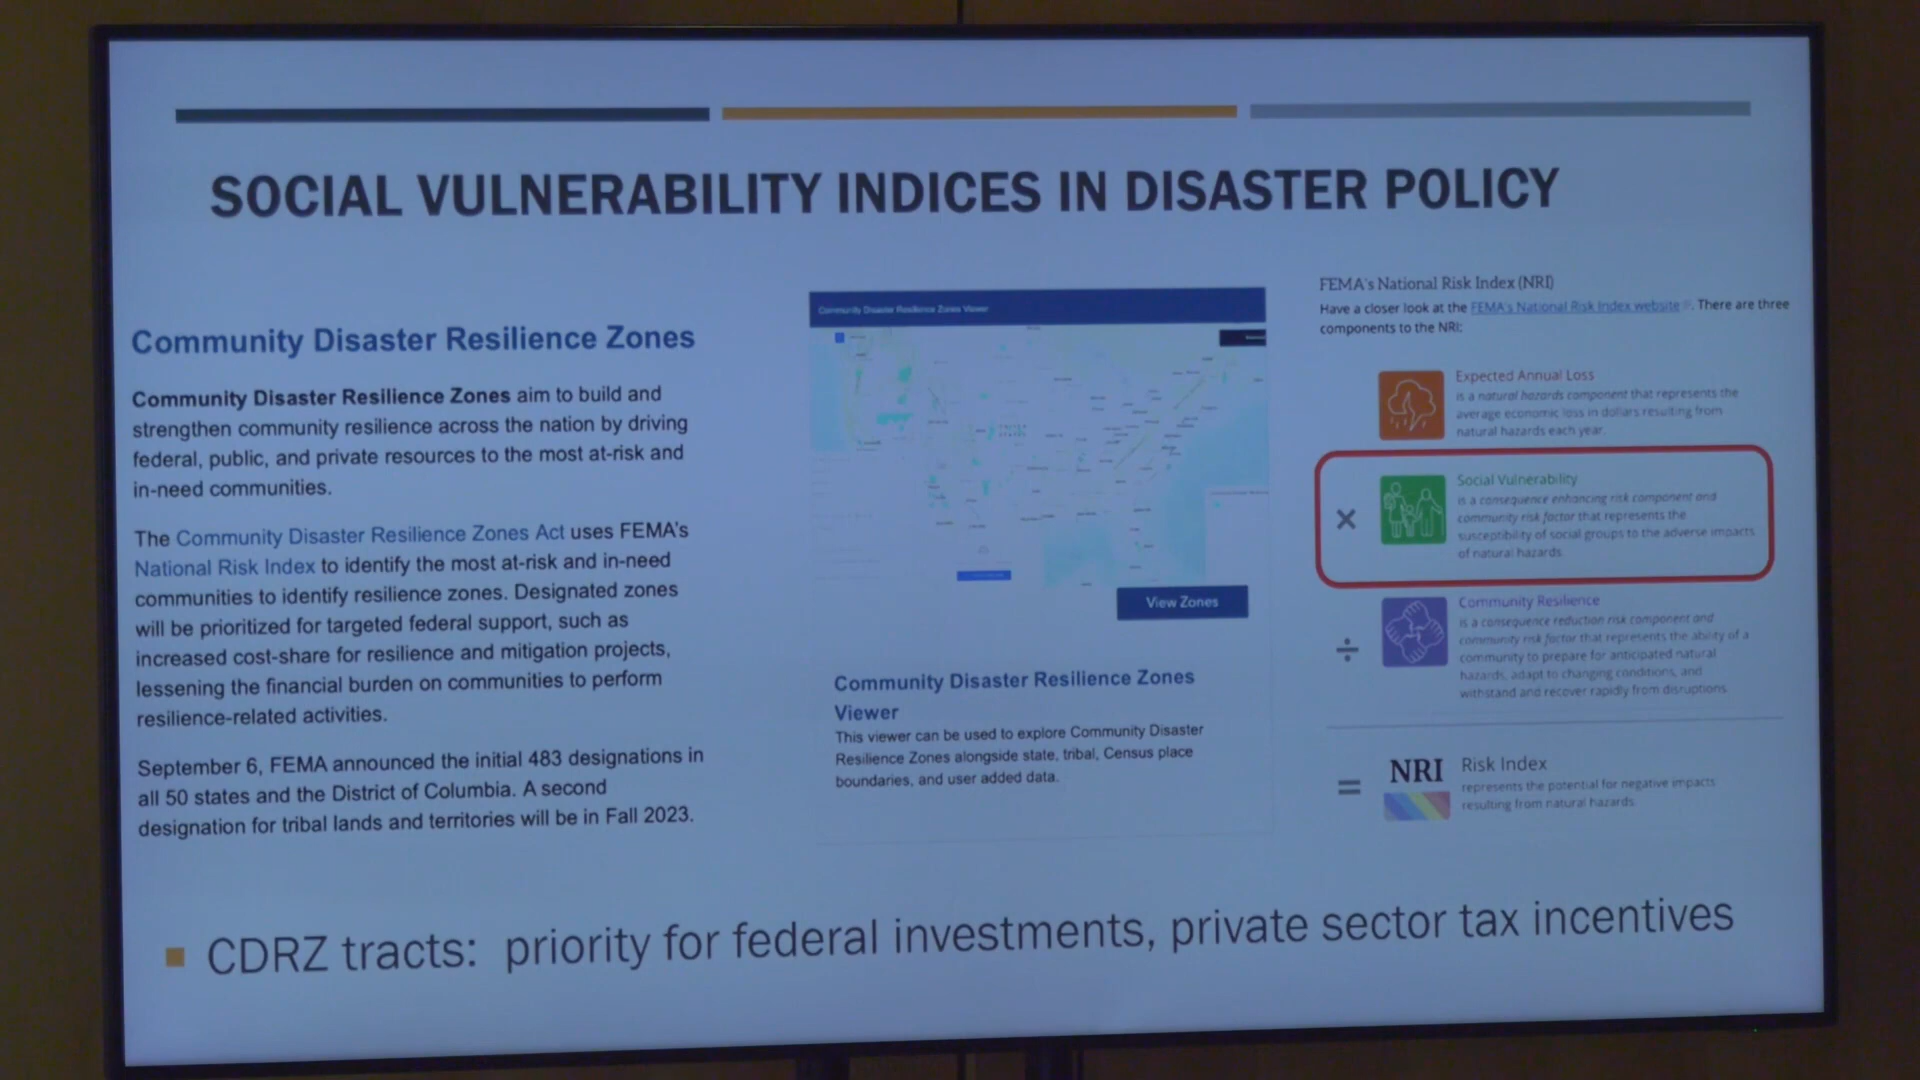 SOCIAL VULNERABILITY INDICES IN DISASTER POLICY
Community Disaster Resilience Zones
Community Disaster Resilience Zones aim to build and
strengthen community resilience across the nation by driving
federal, public, and private resources to the most at-risk and
in-need communities.
The Community Disaster Resilience Zones Act uses FEMA's
National Risk Index to identify the most at-risk and in-need
communities to identify resilience zones. Designated zones
will be prioritized for targeted federal support, such as
increased cost-share for resilience and mitigation projects,
lessening the financial burden on communities to perform
resilience-related activities.
September 6, FEMA announced the initial 483 designations in
all 50 states and the District of Columbia. A second
designation for tribal lands and territories will be in Fall 2023.
Community Disaster Resilience Zones Viewer
View Zones
Community Disaster Resilience Zones
Viewer
This viewer can be used to explore Community Disaster
Resilience Zones alongside state, tribal, Census place
boundaries, and user added data.
FEMA's National Risk Index (NRI)
Have a closer look at the FEMA's National Risk Index website. There are three
components to the NRI:
Expected Annual Loss
is a natural hazards component that represents the
average economic loss in dollars resulting from
natural hazards each year.
×
Social Vulnerability
is a consequence enhancing risk component and
community risk factor that represents the
susceptibility of social groups to the adverse impacts
of natural hazards.
÷
Community Resilience
is a consequence reduction risk component and
community risk factor that represents the ability of a
community to prepare for anticipated natural
hazards, adapt to changing conditions, and
withstand and recover rapidly from disruptions.
=
NRI
Risk Index
represents the potential for negative impacts
resulting from natural hazards.
CDRZ tracts: priority for federal investments, private sector tax incentives